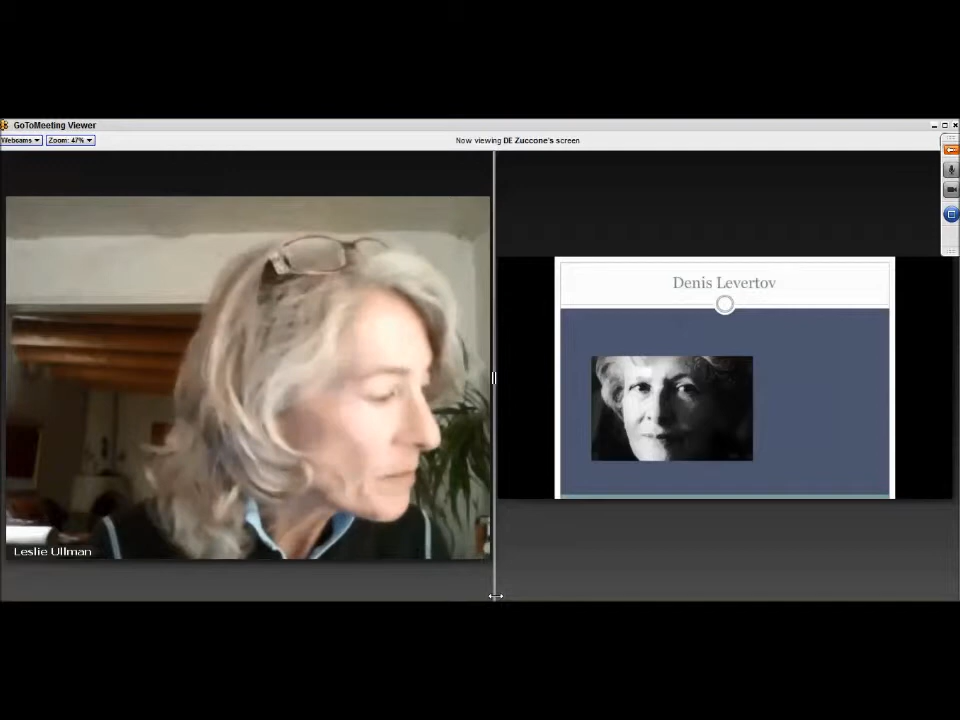 GoToMeeting Viewer
Webcams
Zoom: 47%
Now viewing DE Zuccone's screen
Denis Levertov
Leslie Ullman